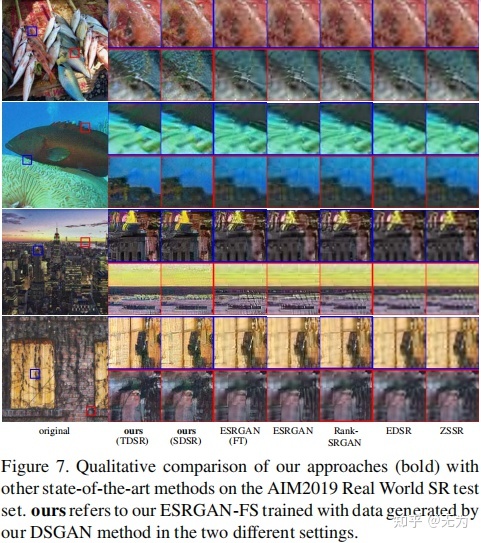 original
ours
(TDSR)
ours
(SDSR)
ESRGAN
(FT)
ESRGAN
Rank-
SRGAN
EDSR
ZSSR
Figure 7. Qualitative comparison of our approaches (bold) with
other state-of-the-art methods on the AIM2019 Real World SR test
set. ours refers to our ESRGAN-FS trained with data generated by
our DSGAN method in the two different settings.
知乎 @无为